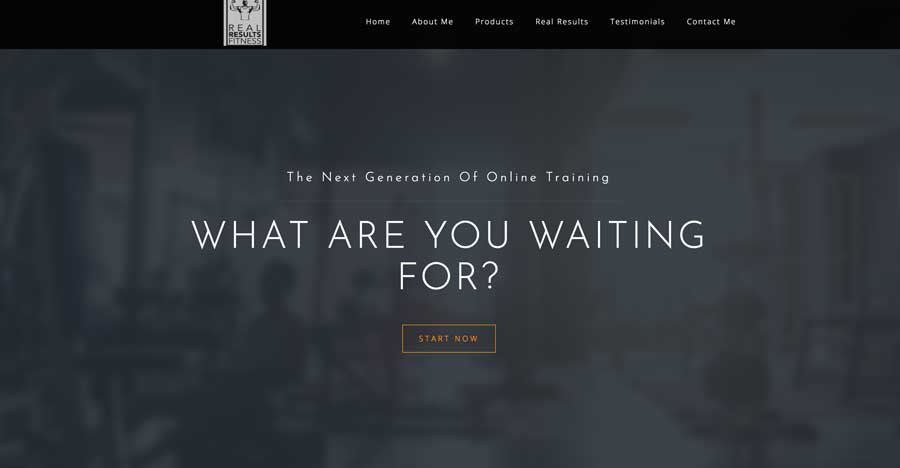 REAL
RESULTS
FITNESS
Home
About Me
Products
Real Results
Testimonials
Contact Me
The Next Generation Of Online Training
WHAT ARE YOU WAITING
FOR?
START NOW